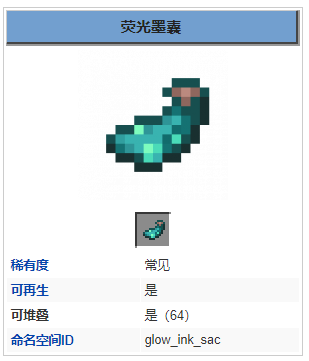 荧光墨囊
稀有度 常见
可再生 是
可堆叠 是（64）
命名空间ID glow_ink_sac